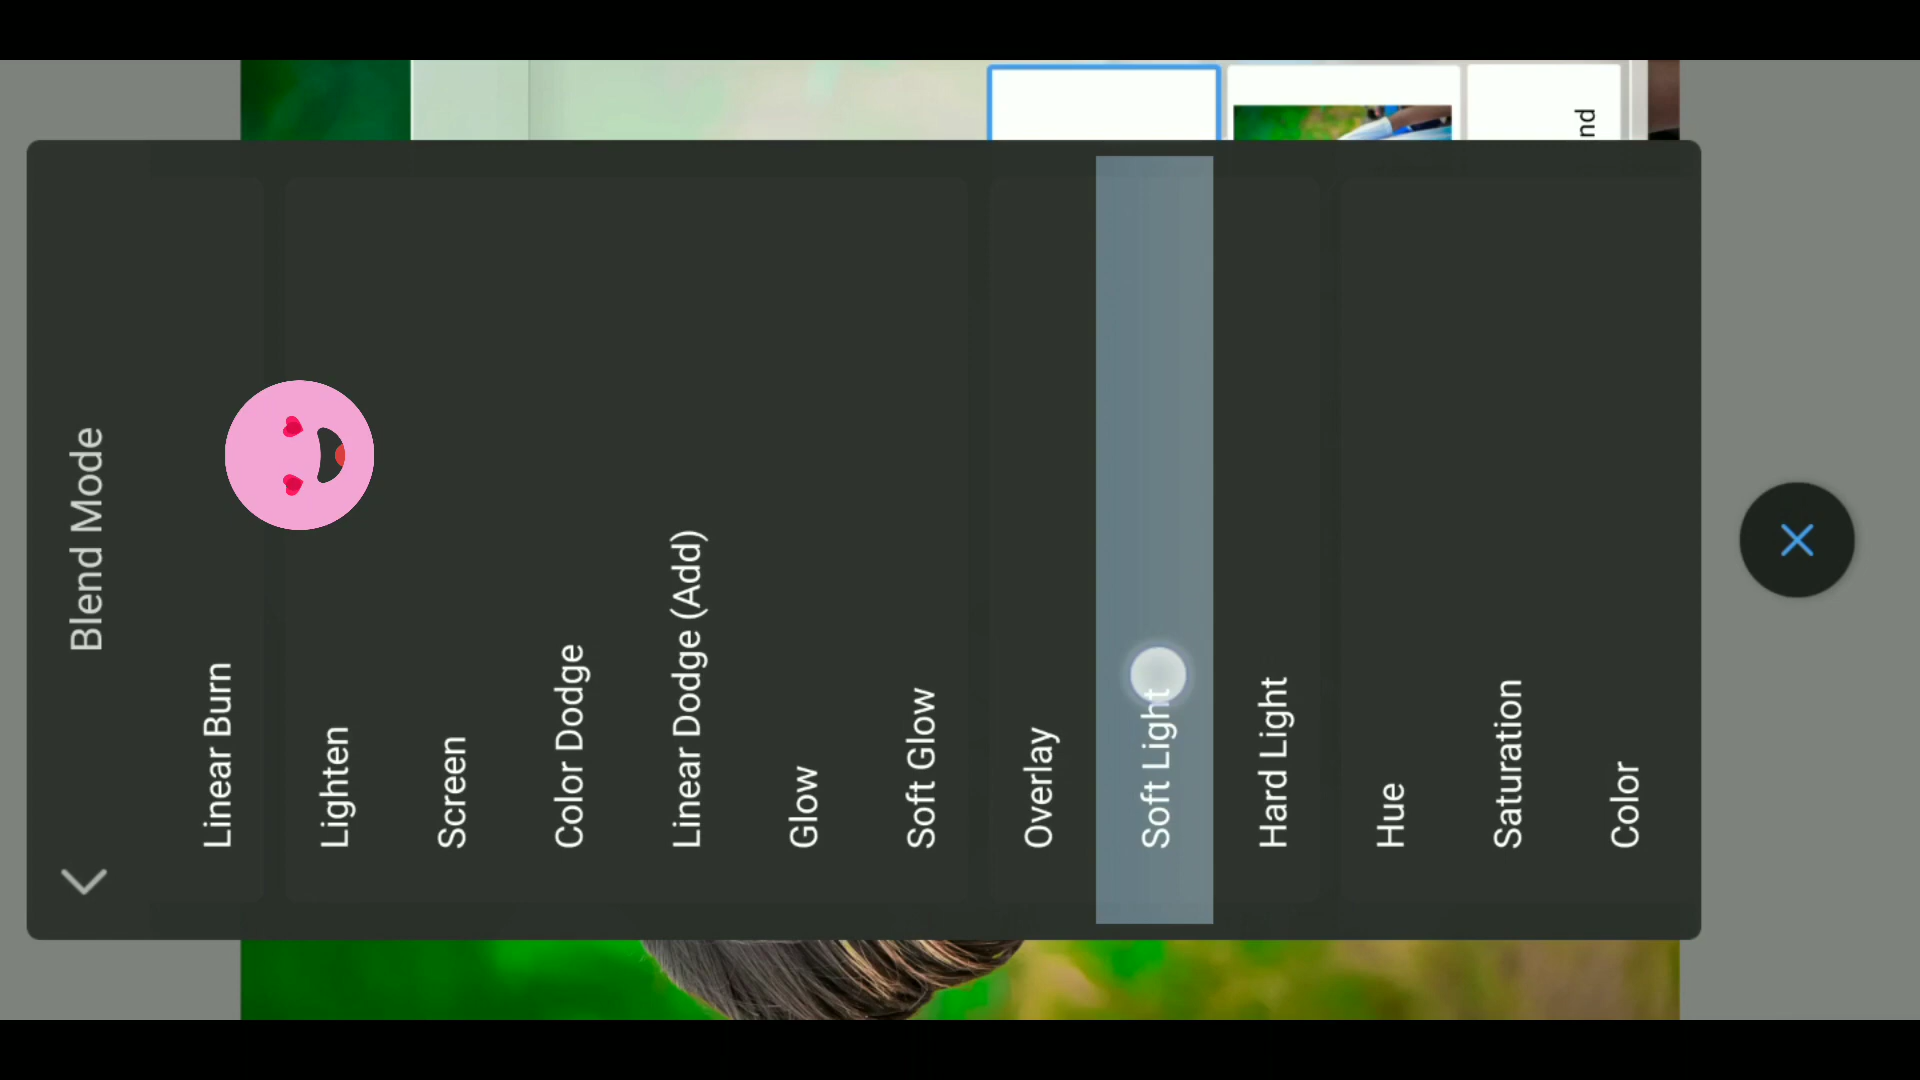 nd
Blend Mode
Linear Burn
Lighten
Screen
Color Dodge
Linear Dodge (Add)
Glow
Soft Glow
Overlay
Soft Light
Hard Light
Hue
Saturation
Color